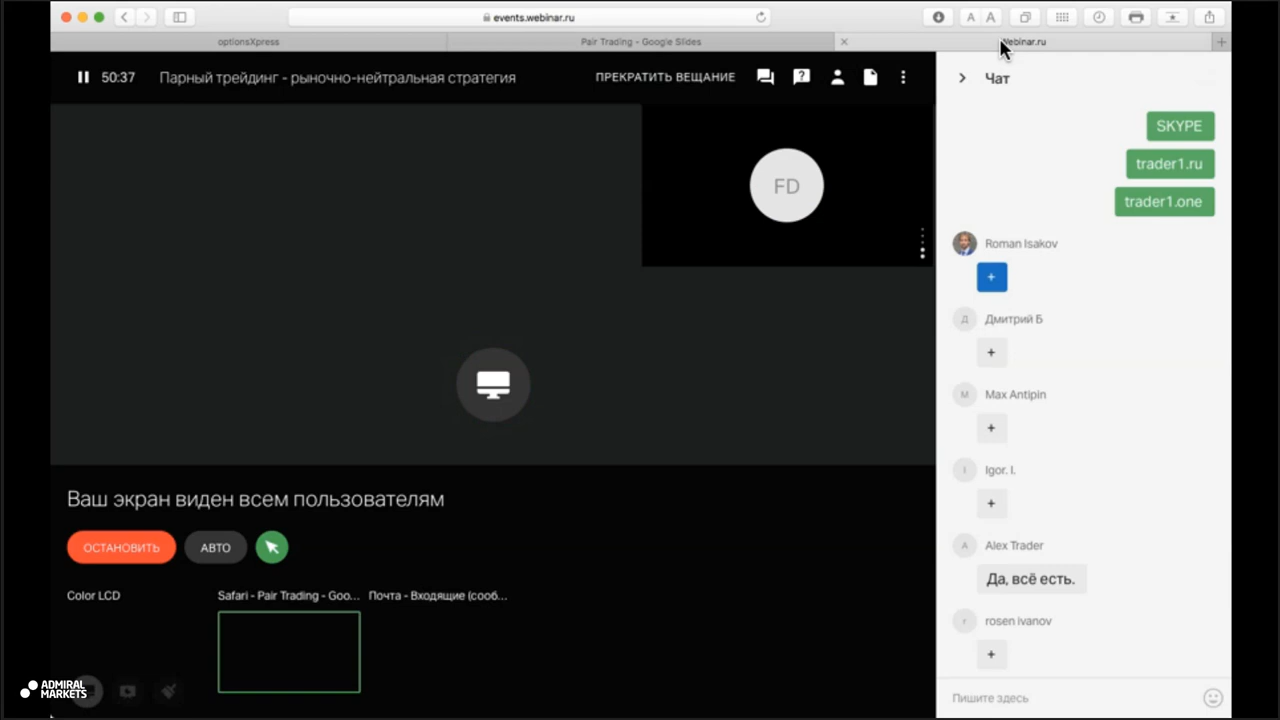 events.webinar.ru
A A
optionsXpress
Pair Trading - Google Slides
Webinar.ru
50:37
Парный трейдинг - рыночно-нейтральная стратегия
ПРЕКРАТИТЬ ВЕЩАНИЕ
Чат
SKYPE
trader1.ru
trader1.one
FD
Roman Isakov
+
Д
Дмитрий Б
+
M
Max Antipin
+
I
Igor. I.
+
A
Alex Trader
Да, всё есть.
r
rosen ivanov
+
Пишите здесь
Ваш экран виден всем пользователям
ОСТАНОВИТЬ
АВТО
Color LCD
Safari - Pair Trading - Goo...
Почта - Входящие (сооб...
ADMIRAL
MARKETS